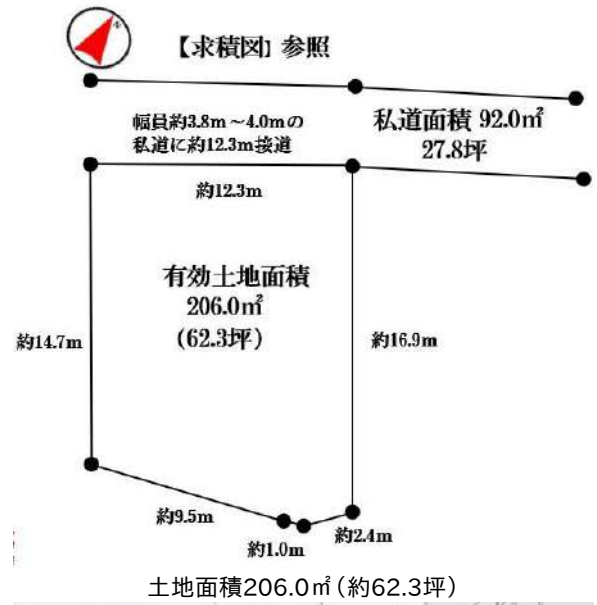 N
【求積図】参照
幅員約3.8m～4.0mの
私道に約12.3m接道
私道面積 92.0㎡
27.8坪
約12.3m
有効土地面積
206.0㎡
(62.3坪)
約14.7m
約16.9m
約9.5m
約1.0m
約2.4m
土地面積206.0㎡（約62.3坪）